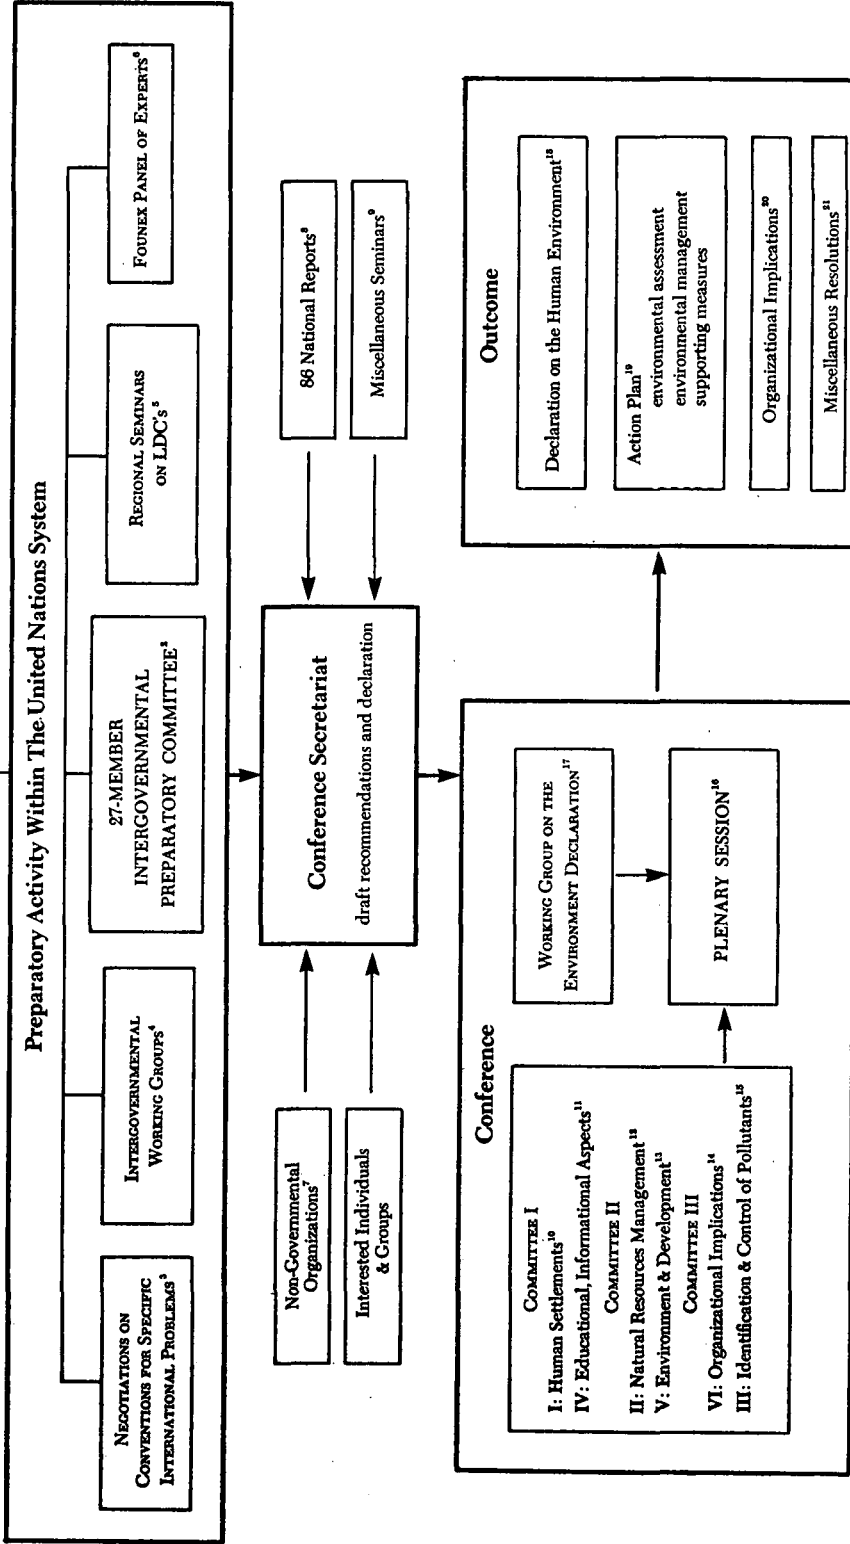 Preparatory Activity Within The United Nations System
NEGOTIATIONS ON
CONVENTIONS FOR SPECIFIC
INTERNATIONAL PROBLEMS³
INTERGOVERNMENTAL
WORKING GROUPS⁴
27-MEMBER
INTERGOVERNMENTAL
PREPARATORY COMMITTEE²
REGIONAL SEMINARS
ON LDC's ⁵
FOUNEX PANEL OF EXPERTS⁶
Non-Governmental
Organizations⁷
Interested Individuals
& Groups
Conference Secretariat
draft recommendations and declaration
86 National Reports⁸
Miscellaneous Seminars⁹
Conference
COMMITTEE I
I: Human Settlements¹⁰
IV: Educational, Informational Aspects¹¹
COMMITTEE II
II: Natural Resources Management¹²
V: Environment & Development¹³
COMMITTEE III
VI: Organizational Implications¹⁴
III: Identification & Control of Pollutants¹⁵
WORKING GROUP ON THE
ENVIRONMENT DECLARATION¹⁷
PLENARY SESSION¹⁶
Outcome
Declaration on the Human Environment¹⁸
Action Plan¹⁹
environmental assessment
environmental management
supporting measures
Organizational Implications²⁰
Miscellaneous Resolutions²¹